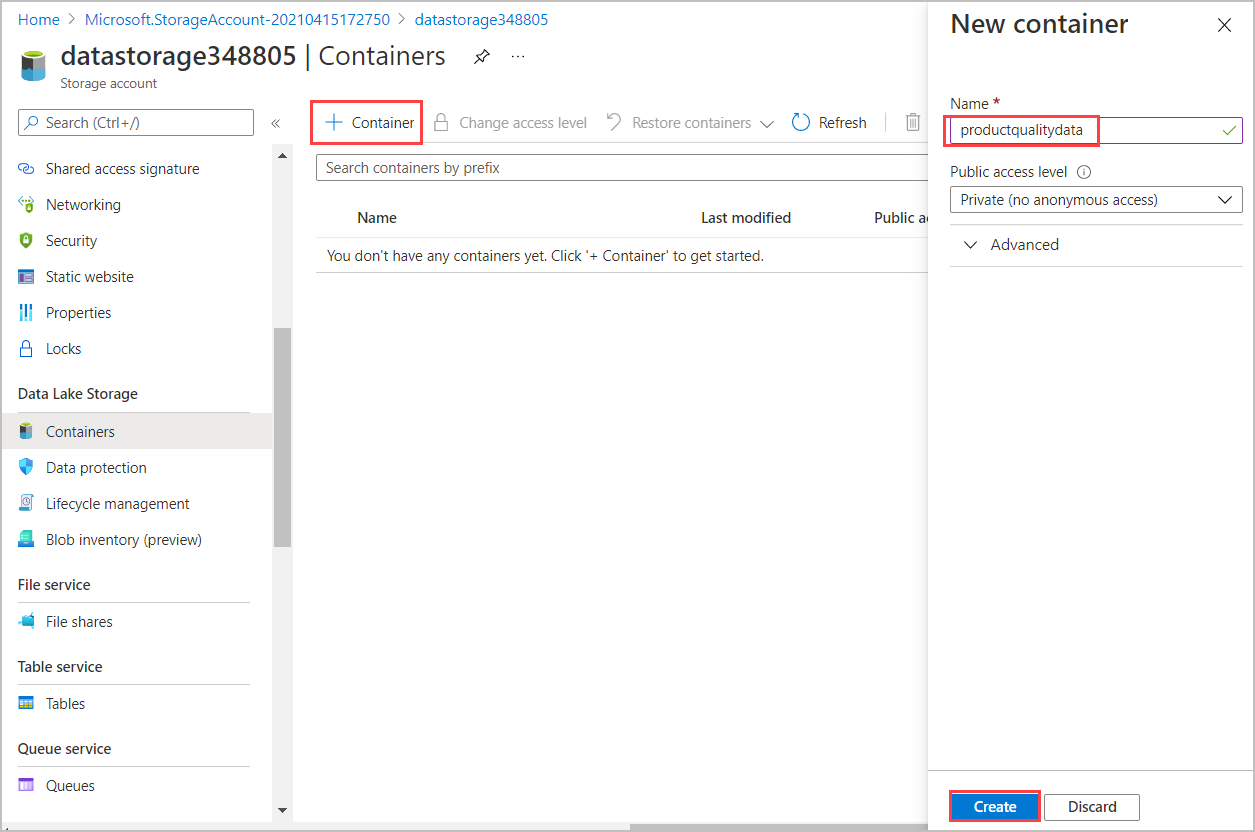 Home > Microsoft.StorageAccount-20210415172750 > datastorage348805
datastorage348805 | Containers ...
Storage account
Search (Ctrl+/)
«
Shared access signature
Networking
Security
Static website
Properties
Locks
Data Lake Storage
Containers
Data protection
Lifecycle management
Blob inventory (preview)
File service
File shares
Table service
Tables
Queue service
Queues
+ Container Change access level Restore containers Refresh
Search containers by prefix
Name Last modified Public
You don't have any containers yet. Click '+ Container' to get started.
New container
Name *
productqualitydata
Public access level
Private (no anonymous access)
Advanced
Create Discard